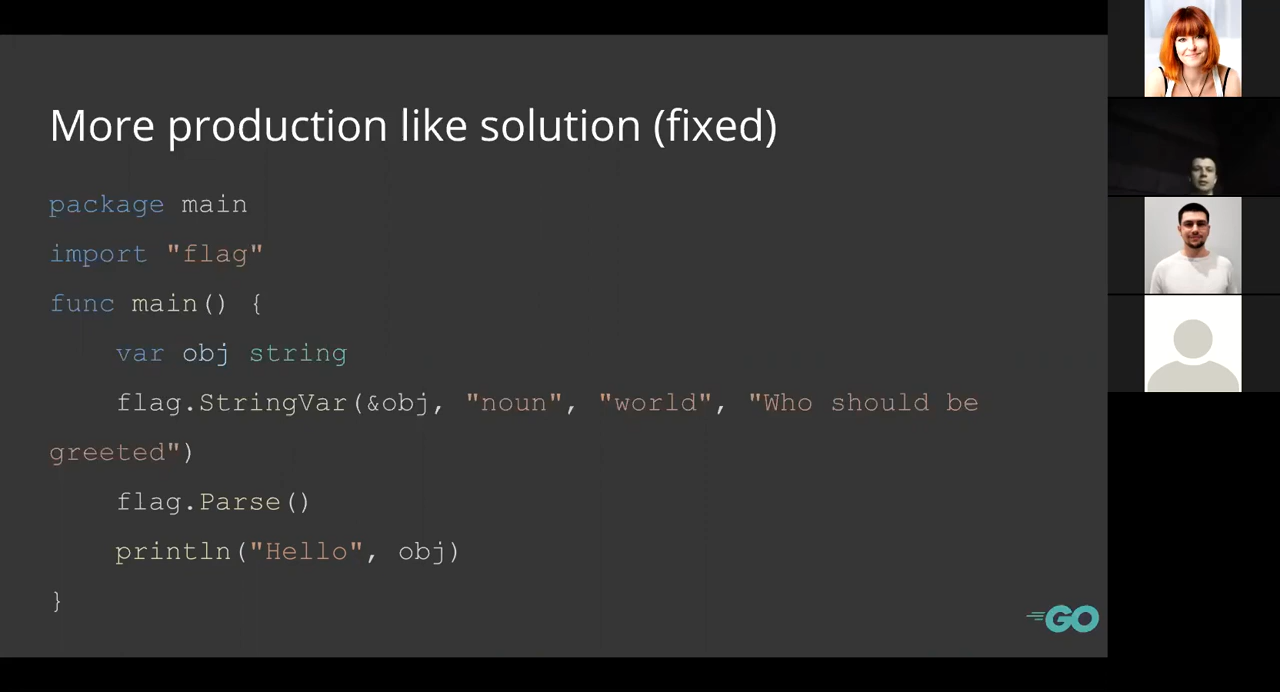 More production like solution (fixed)
package main
import "flag"
func main() {
var obj string
flag.StringVar(&obj, "noun", "world", "Who should be
greeted")
flag.Parse()
println("Hello", obj)
}
GO